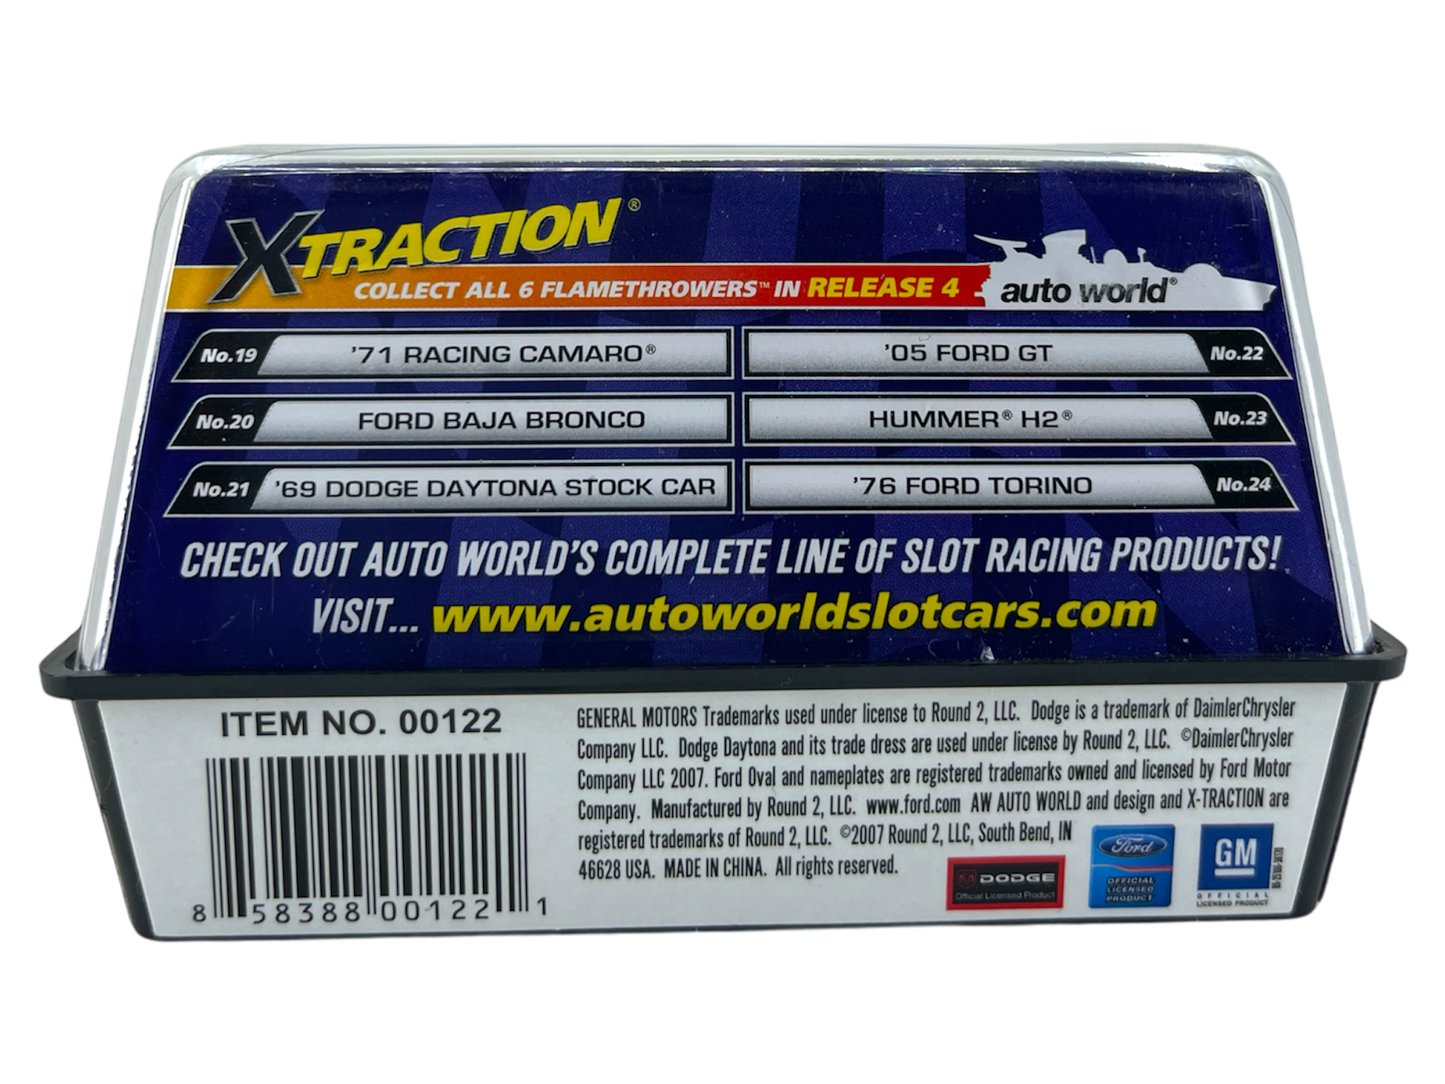 X-TRACTION®
COLLECT ALL 6 FLAMETHROWERS™ IN RELEASE 4
auto world®
No.19 '71 RACING CAMARO®
'05 FORD GT No.22
No.20 FORD BAJA BRONCO
HUMMER® H2® No.23
No.21 '69 DODGE DAYTONA STOCK CAR
'76 FORD TORINO No.24
CHECK OUT AUTO WORLD'S COMPLETE LINE OF SLOT RACING PRODUCTS!
VISIT... www.autoworldslotcars.com
ITEM NO. 00122
8 58388 00122 1
GENERAL MOTORS Trademarks used under license to Round 2, LLC. Dodge is a trademark of DaimlerChrysler
Company LLC. Dodge Daytona and its trade dress are used under license by Round 2, LLC. ©DaimlerChrysler
Company LLC 2007. Ford Oval and nameplates are registered trademarks owned and licensed by Ford Motor
Company. Manufactured by Round 2, LLC. www.ford.com AW AUTO WORLD and design and X-TRACTION are
registered trademarks of Round 2, LLC. ©2007 Round 2, LLC, South Bend, IN
46628 USA. MADE IN CHINA. All rights reserved.
DODGE
Official Licensed Product
Ford
OFFICIAL
LICENSED
PRODUCT
GM
OFFICIAL
LICENSED PRODUCT